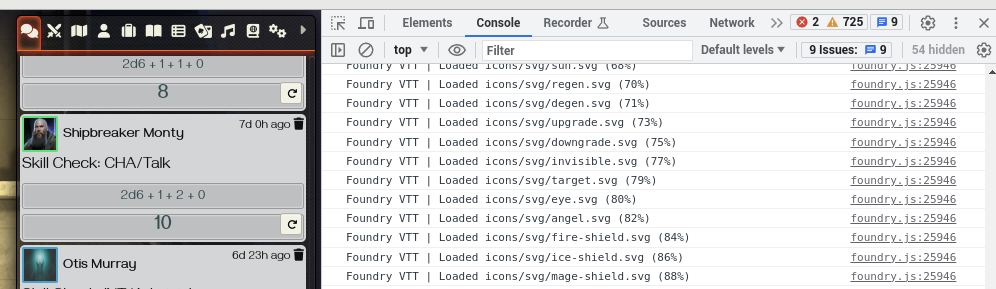 2d6 + 1 + 1 + 0
8
Shipbreaker Monty
7d 0h ago
Skill Check: CHA/Talk
2d6 + 1 + 2 + 0
10
Otis Murray
6d 23h ago
Elements Console Recorder Sources Network 2 725 9
top Filter Default levels 9 Issues: 9 54 hidden
Foundry VTT | Loaded icons/svg/sun.svg (68%) foundry.js:25946
Foundry VTT | Loaded icons/svg/regen.svg (70%) foundry.js:25946
Foundry VTT | Loaded icons/svg/degen.svg (71%) foundry.js:25946
Foundry VTT | Loaded icons/svg/upgrade.svg (73%) foundry.js:25946
Foundry VTT | Loaded icons/svg/downgrade.svg (75%) foundry.js:25946
Foundry VTT | Loaded icons/svg/invisible.svg (77%) foundry.js:25946
Foundry VTT | Loaded icons/svg/target.svg (79%) foundry.js:25946
Foundry VTT | Loaded icons/svg/eye.svg (80%) foundry.js:25946
Foundry VTT | Loaded icons/svg/angel.svg (82%) foundry.js:25946
Foundry VTT | Loaded icons/svg/fire-shield.svg (84%) foundry.js:25946
Foundry VTT | Loaded icons/svg/ice-shield.svg (86%) foundry.js:25946
Foundry VTT | Loaded icons/svg/mage-shield.svg (88%) foundry.js:25946